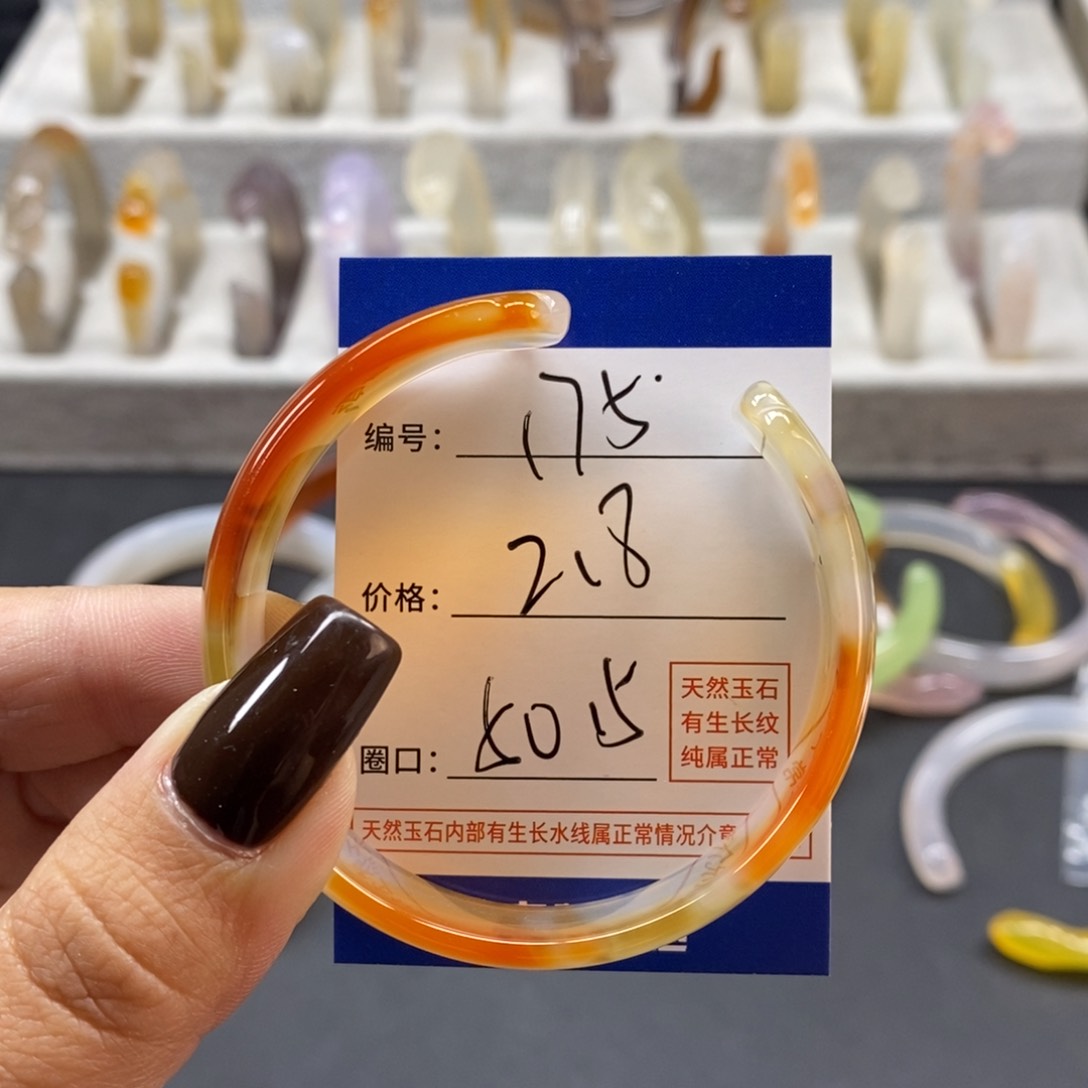 编号: 175
价格: 218
圈口: 50.5
天然玉石
有生长纹
纯属正常
天然玉石内部有生长水线属正常情况介意